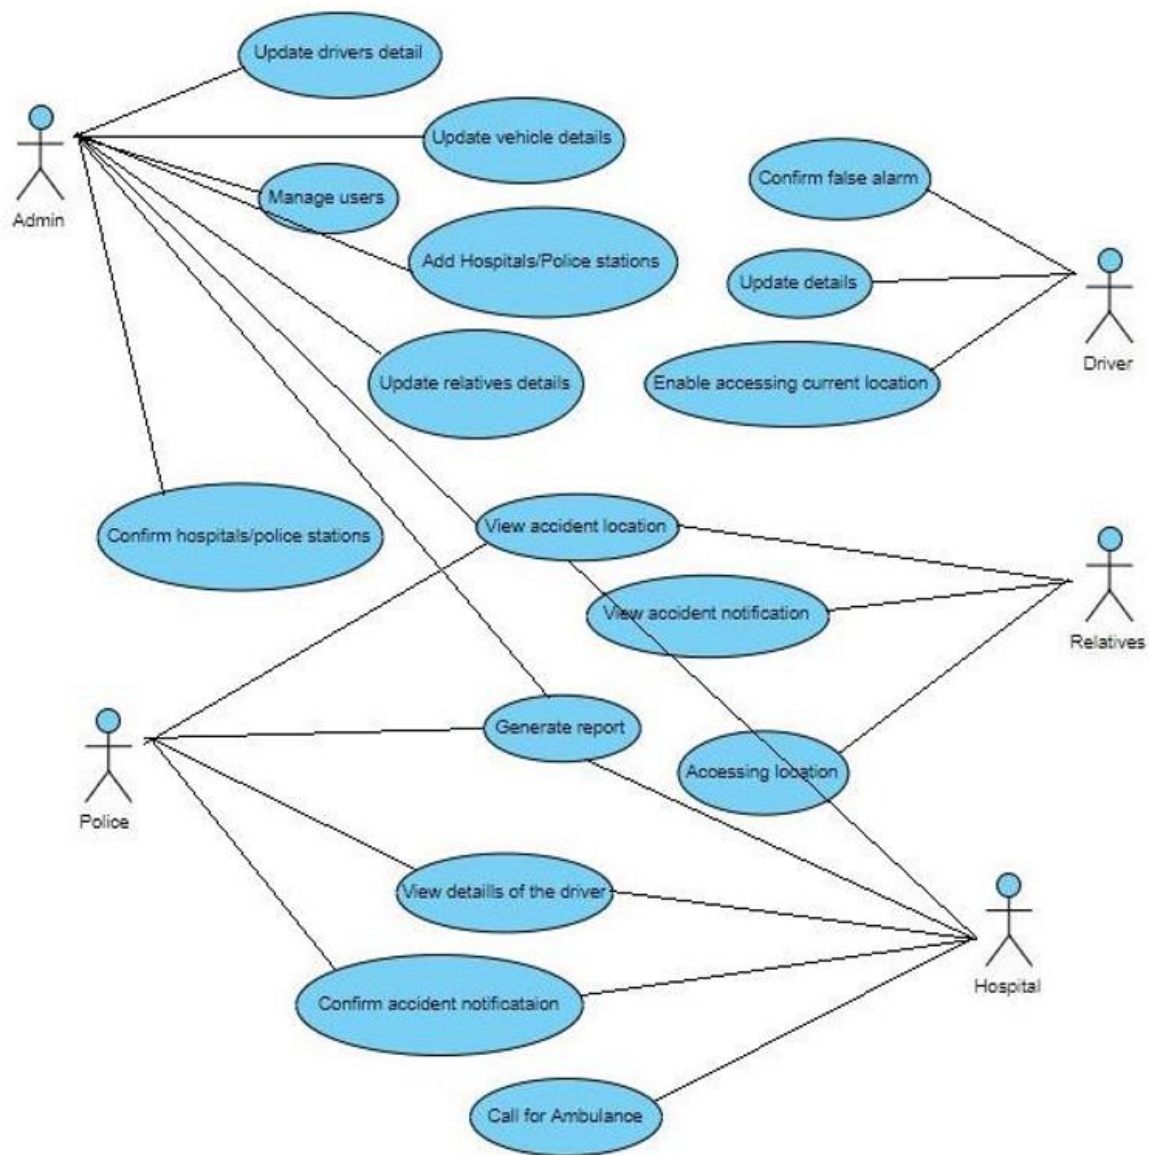 Update drivers detail
Update vehicle details
Admin
Manage users
Confirm false alarm
Add Hospitals/Police stations
Update details
Driver
Update relatives details
Enable accessing current location
Confirm hospitals/police stations
View accident location
View accident notification
Relatives
Generate report
Accessing location
Police
View detaills of the driver
Hospital
Confirm accident notificataion
Call for Ambulance